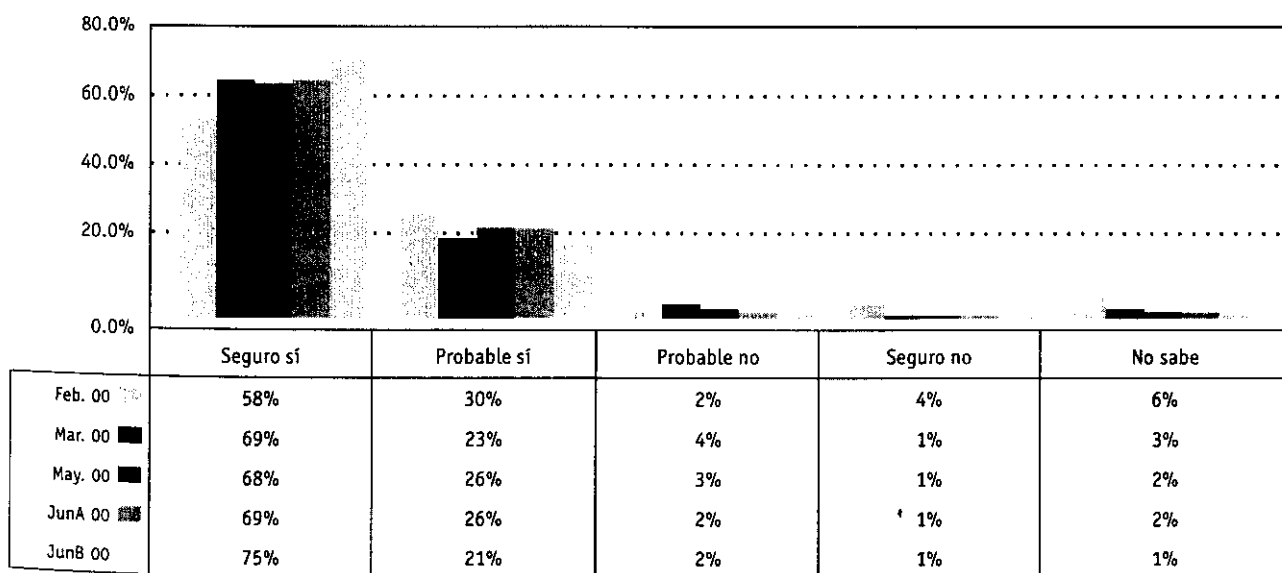 80.0%
60.0%
40.0%
20.0%
0.0%
Seguro sí Probable sí Probable no Seguro no No sabe
Feb. 00 58% 30% 2% 4% 6%
Mar. 00 69% 23% 4% 1% 3%
May. 00 68% 26% 3% 1% 2%
JunA 00 69% 26% 2% 1% 2%
JunB 00 75% 21% 2% 1% 1%